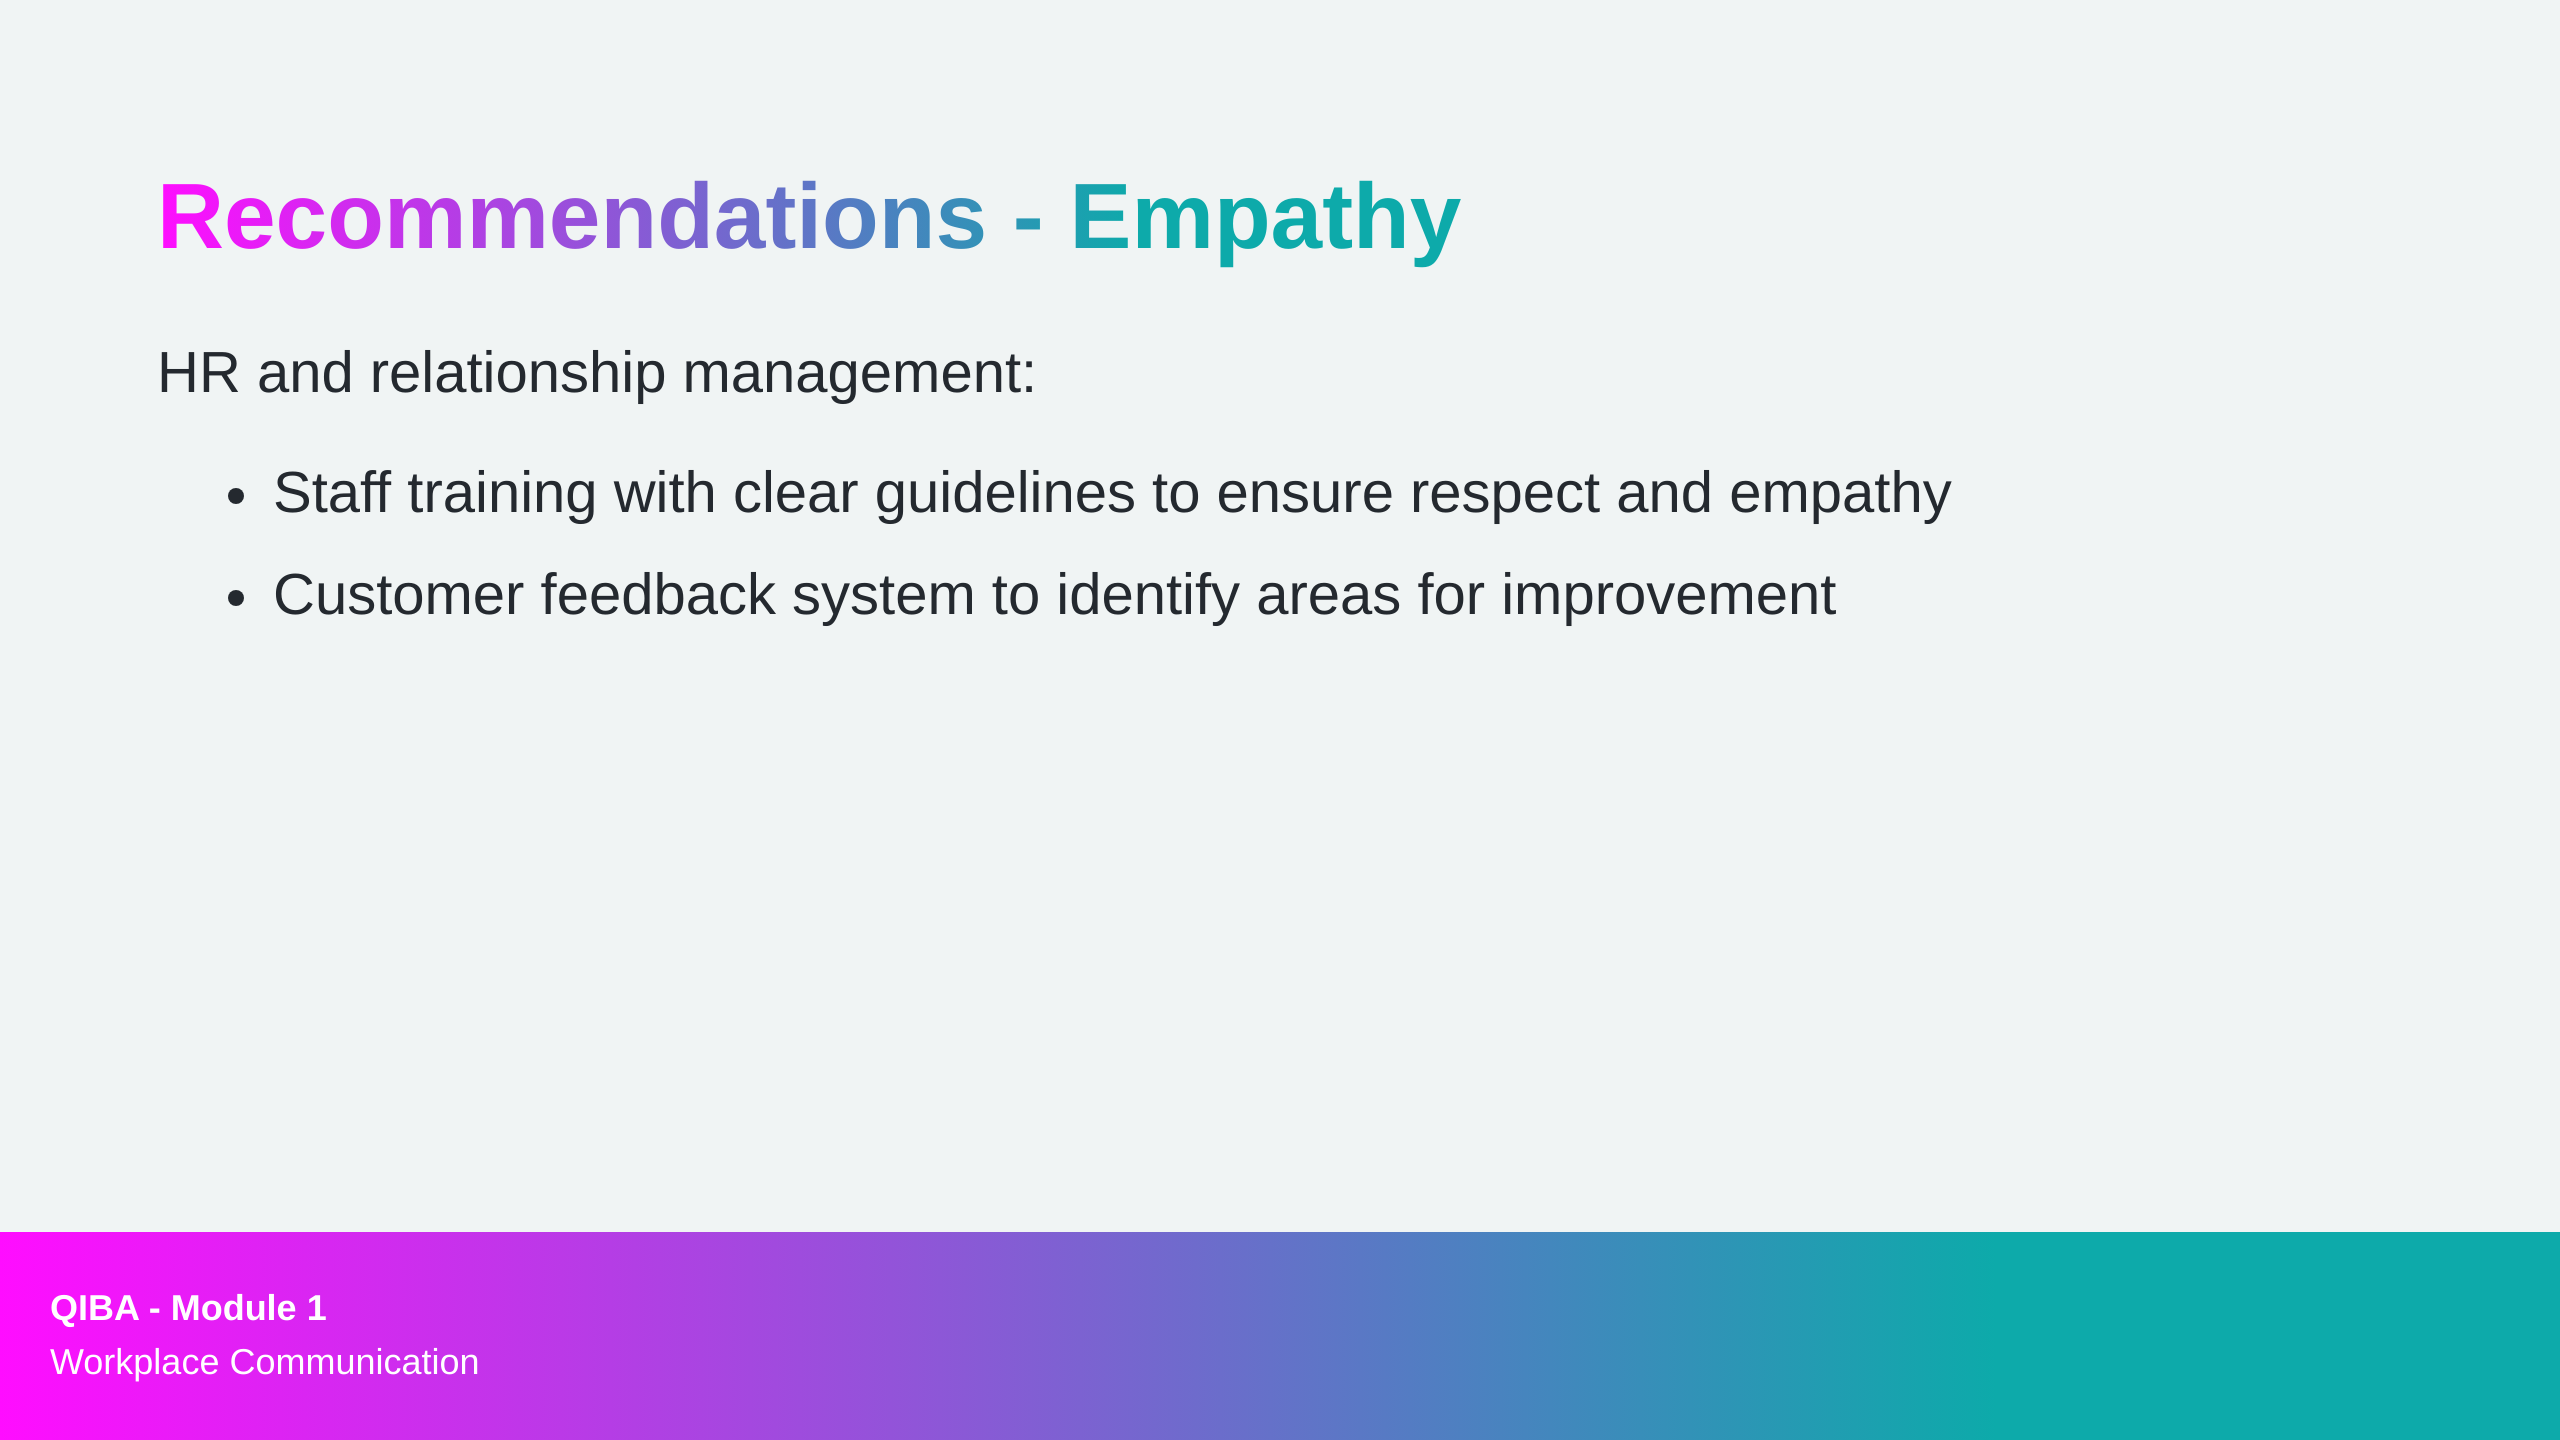 Recommendations - Empathy
HR and relationship management:
• Staff training with clear guidelines to ensure respect and empathy
• Customer feedback system to identify areas for improvement
QIBA - Module 1
Workplace Communication